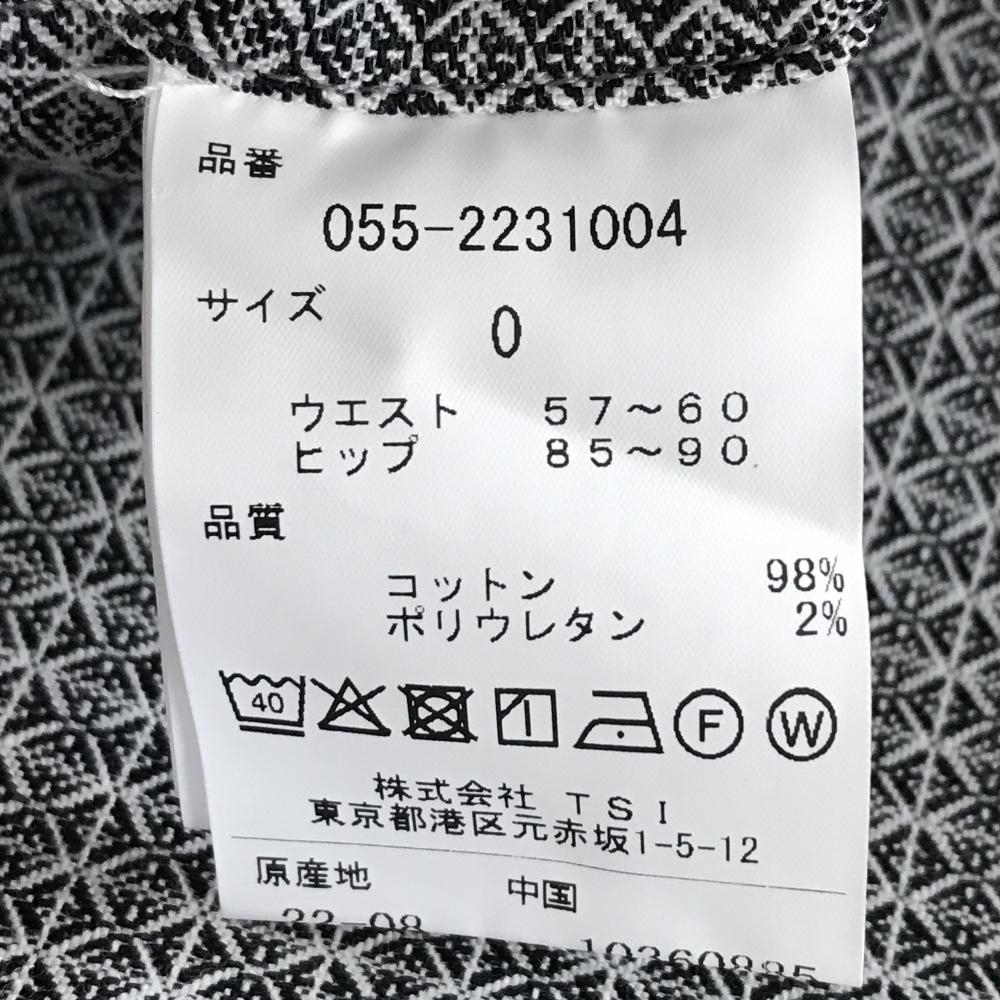 品番
055-2231004
サイズ
0
ウエスト 57~60
ヒップ 85~90
品質
コットン 98%
ポリウレタン 2%
40 F W
株式会社 TSI
東京都港区元赤坂1-5-12
原産地 中国